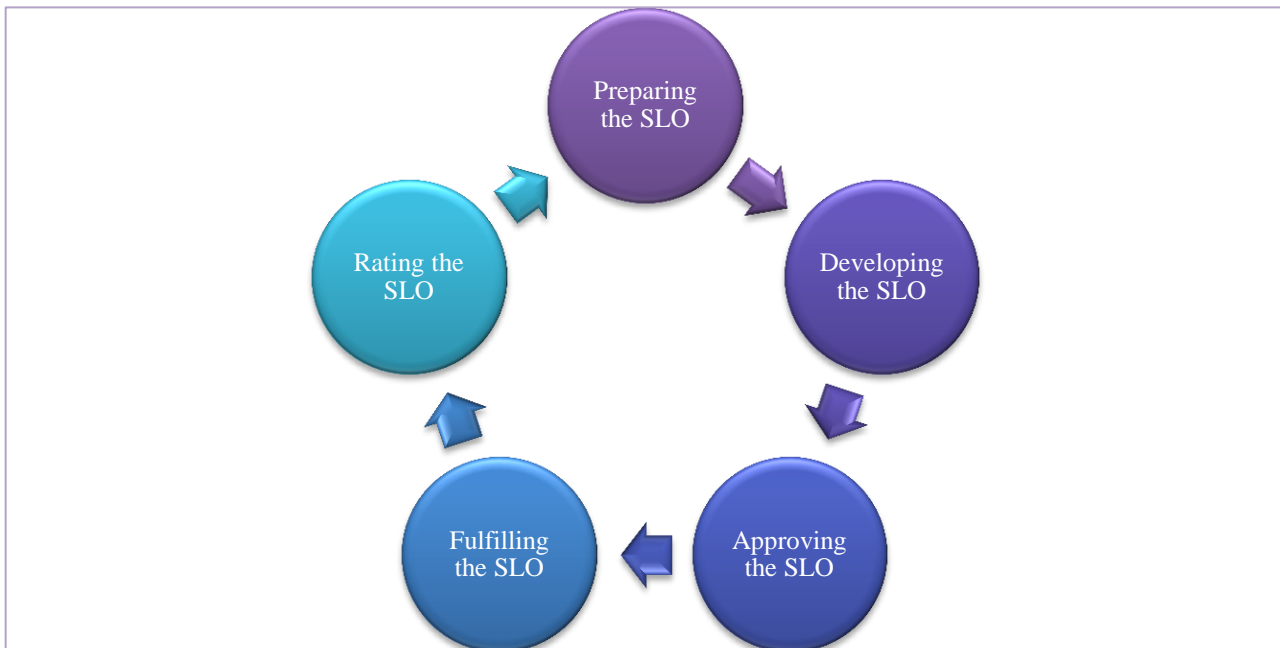 Preparing
the SLO
Developing
the SLO
Approving
the SLO
Fulfilling
the SLO
Rating the
SLO